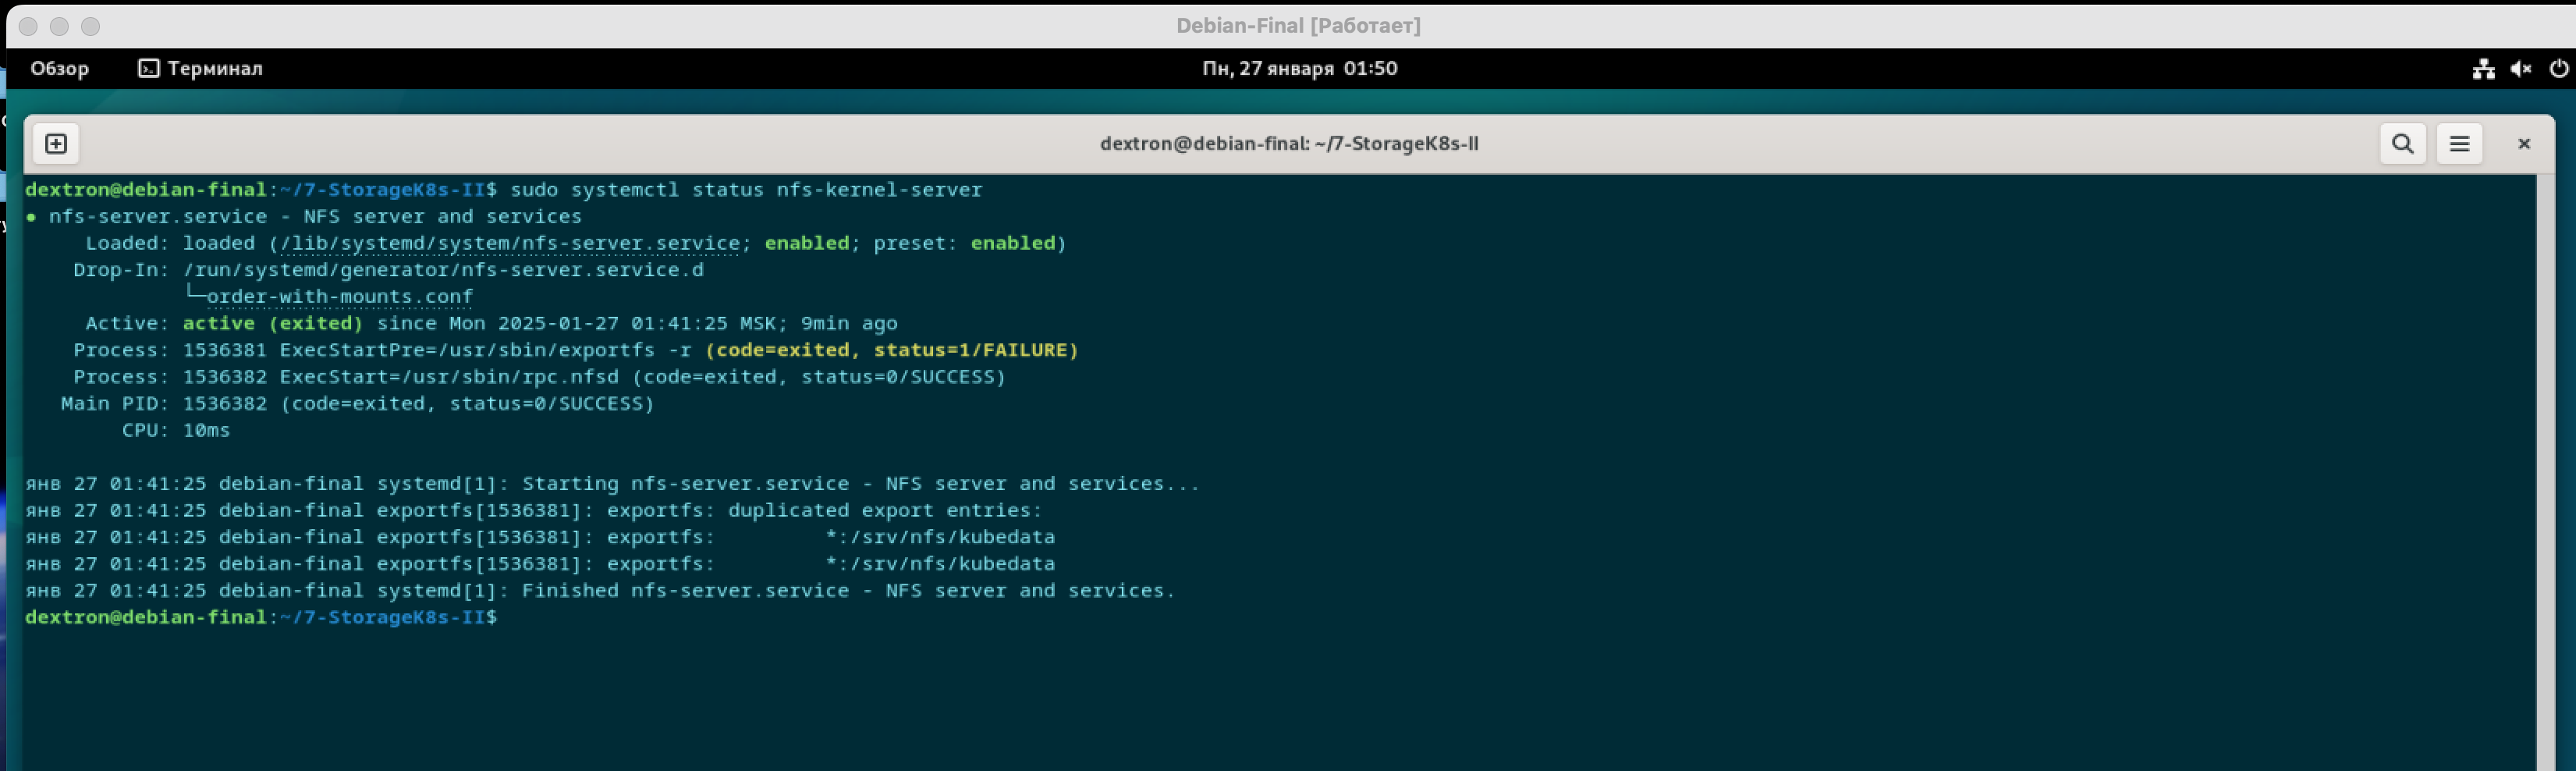 Debian-Final [Работает]
Обзор Терминал Пн, 27 января 01:50
dextron@debian-final: ~/7-StorageK8s-II
dextron@debian-final:~/7-StorageK8s-II$ sudo systemctl status nfs-kernel-server
● nfs-server.service - NFS server and services
Loaded: loaded (/lib/systemd/system/nfs-server.service; enabled; preset: enabled)
Drop-In: /run/systemd/generator/nfs-server.service.d
└─order-with-mounts.conf
Active: active (exited) since Mon 2025-01-27 01:41:25 MSK; 9min ago
Process: 1536381 ExecStartPre=/usr/sbin/exportfs -r (code=exited, status=1/FAILURE)
Process: 1536382 ExecStart=/usr/sbin/rpc.nfsd (code=exited, status=0/SUCCESS)
Main PID: 1536382 (code=exited, status=0/SUCCESS)
CPU: 10ms
янв 27 01:41:25 debian-final systemd[1]: Starting nfs-server.service - NFS server and services...
янв 27 01:41:25 debian-final exportfs[1536381]: exportfs: duplicated export entries:
янв 27 01:41:25 debian-final exportfs[1536381]: exportfs: *:/srv/nfs/kubedata
янв 27 01:41:25 debian-final exportfs[1536381]: exportfs: *:/srv/nfs/kubedata
янв 27 01:41:25 debian-final systemd[1]: Finished nfs-server.service - NFS server and services.
dextron@debian-final:~/7-StorageK8s-II$